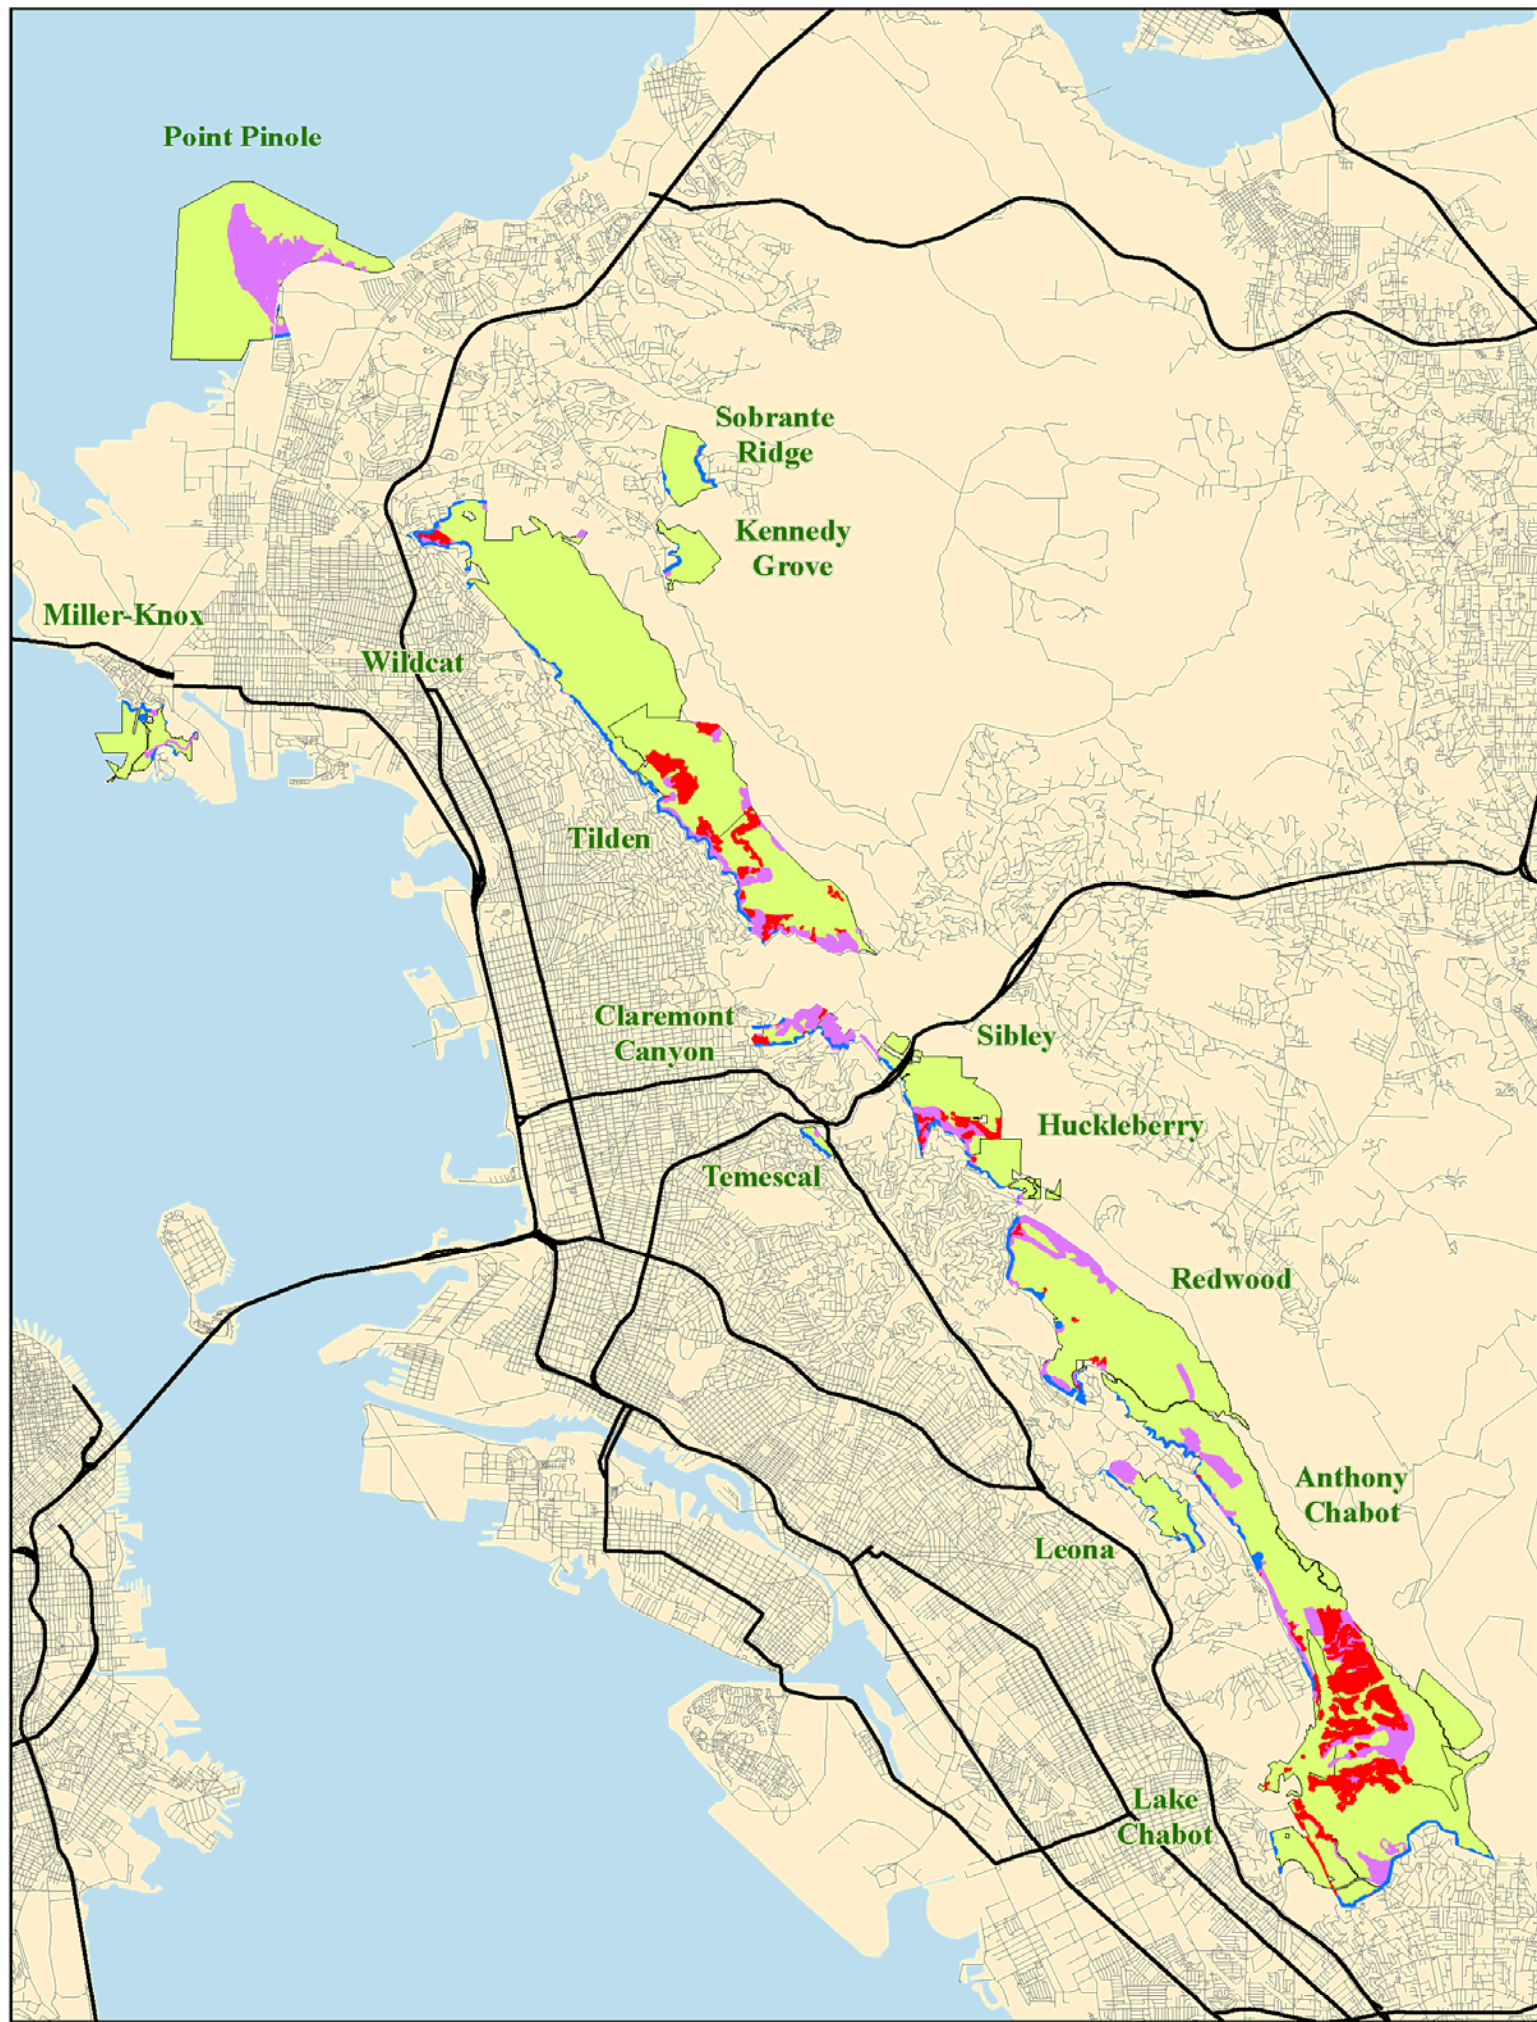 Point Pinole
Sobrante
Ridge
Kennedy
Grove
Miller-Knox
Wildcat
Tilden
Claremont
Canyon
Sibley
Huckleberry
Temescal
Redwood
Anthony
Chabot
Leona
Lake
Chabot